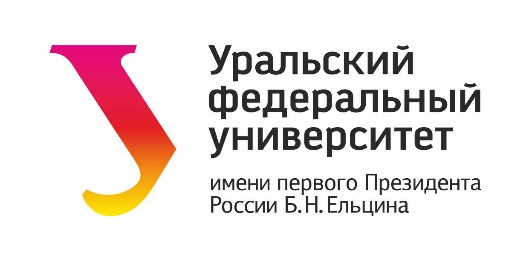 У
Уральский
федеральный
университет
имени первого Президента
России Б.Н.Ельцина